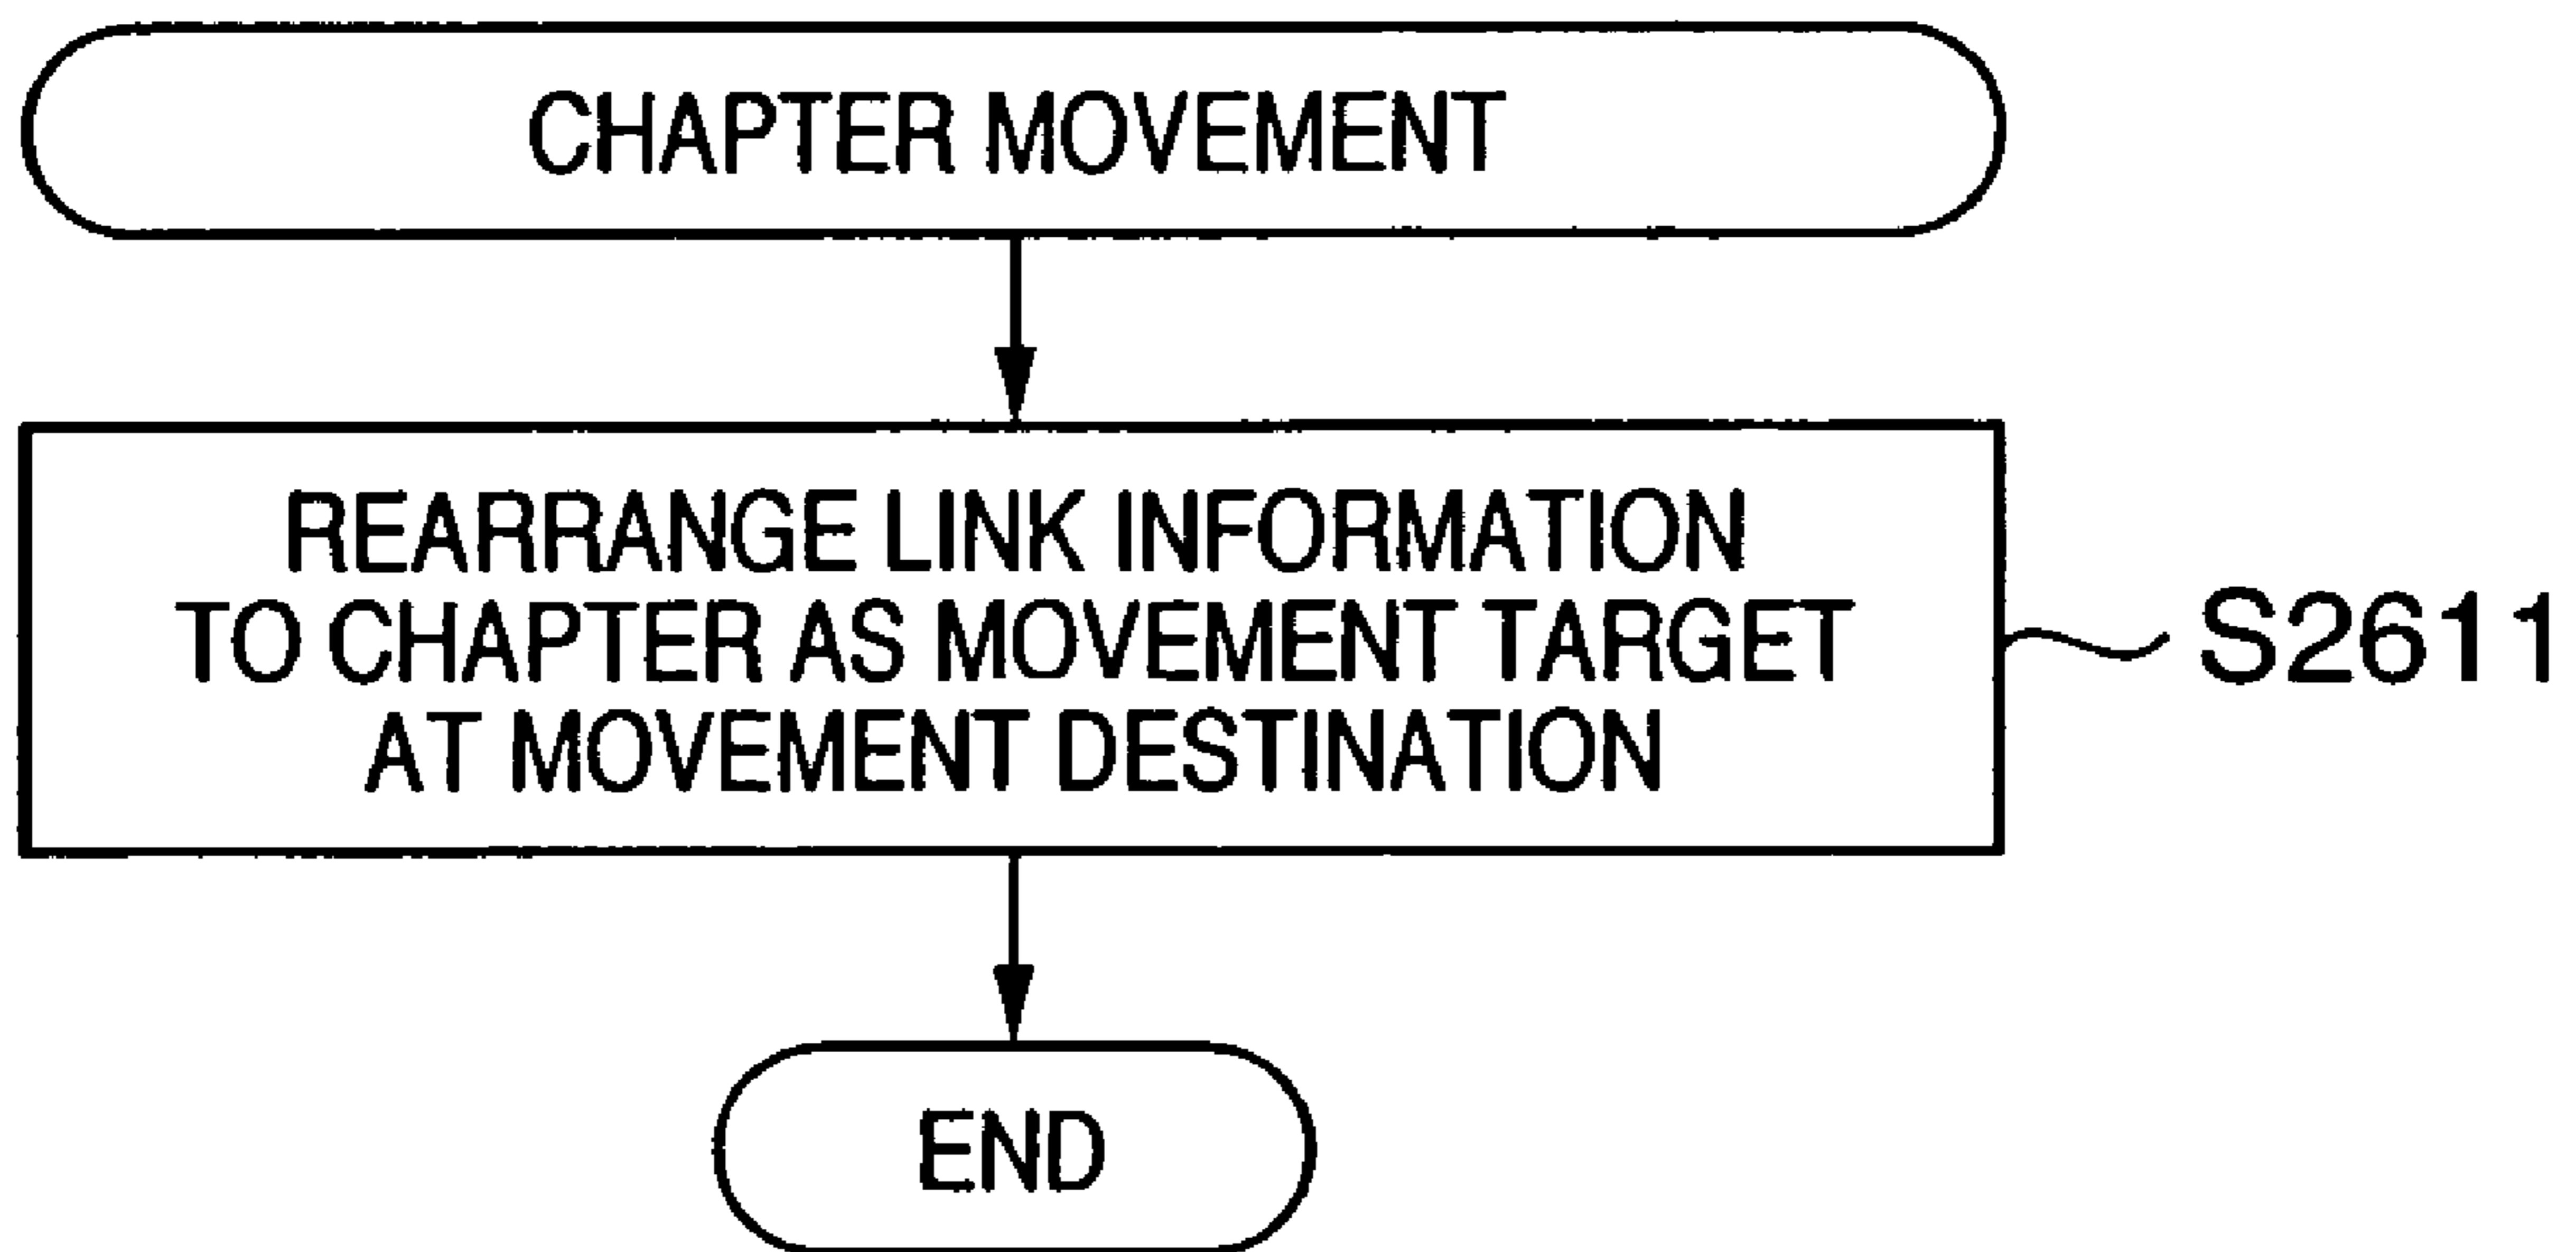 CHAPTER MOVEMENT
REARRANGE LINK INFORMATION
TO CHAPTER AS MOVEMENT TARGET
AT MOVEMENT DESTINATION
S2611
END